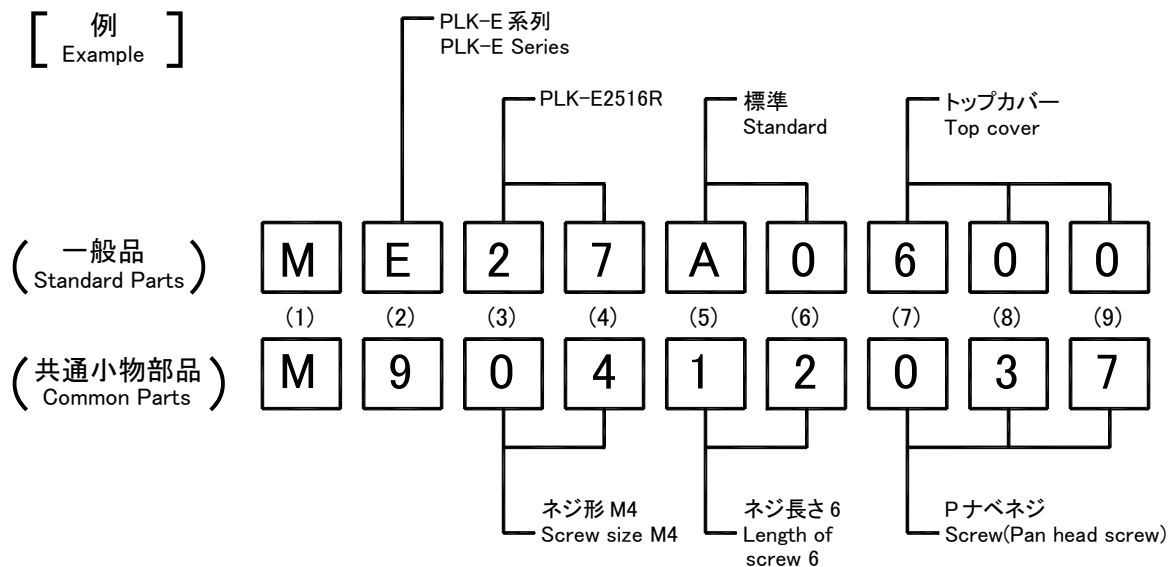 例
Example
PLK-E 系列
PLK-E Series
PLK-E2516R
標準
Standard
トップカバー
Top cover
一般品
Standard Parts
M E 2 7 A 0 6 0 0
(1) (2) (3) (4) (5) (6) (7) (8) (9)
共通小物部品
Common Parts
M 9 0 4 1 2 0 3 7
ネジ形 M4
Screw size M4
ネジ長さ 6
Length of
screw 6
P ナベネジ
Screw(Pan head screw)